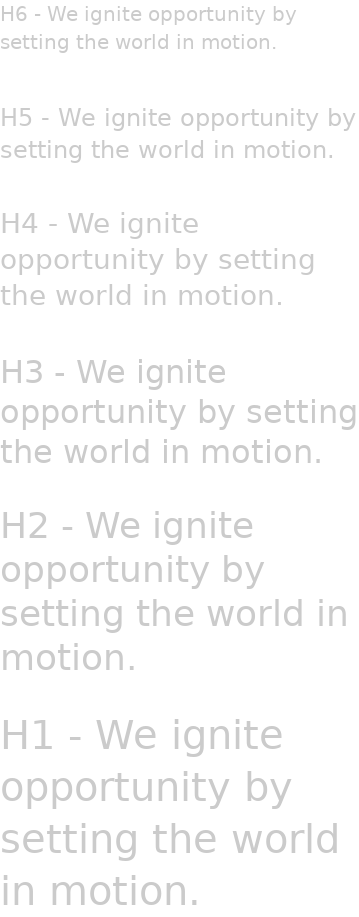 H6 - We ignite opportunity by
setting the world in motion.
H5 - We ignite opportunity by
setting the world in motion.
H4 - We ignite
opportunity by setting
the world in motion.
H3 - We ignite
opportunity by setting
the world in motion.
H2 - We ignite
opportunity by
setting the world in
motion.
H1 - We ignite
opportunity by
setting the world
in motion.